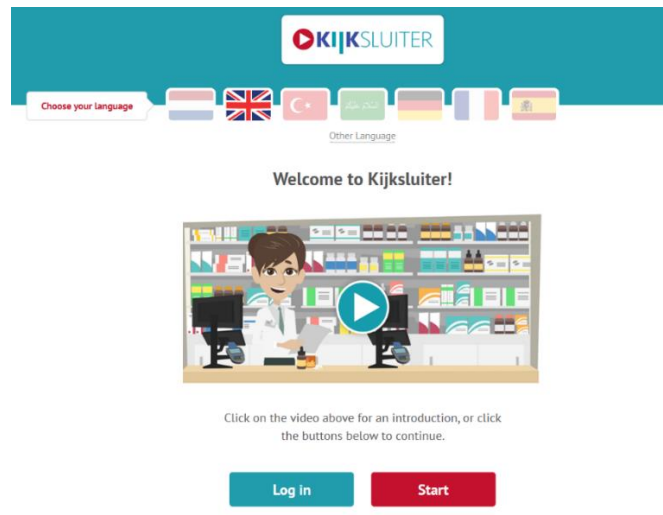 KIJKSLUITER
Choose your language
Other Language
Welcome to Kijksluiter!
Click on the video above for an introduction, or click
the buttons below to continue.
Log in
Start